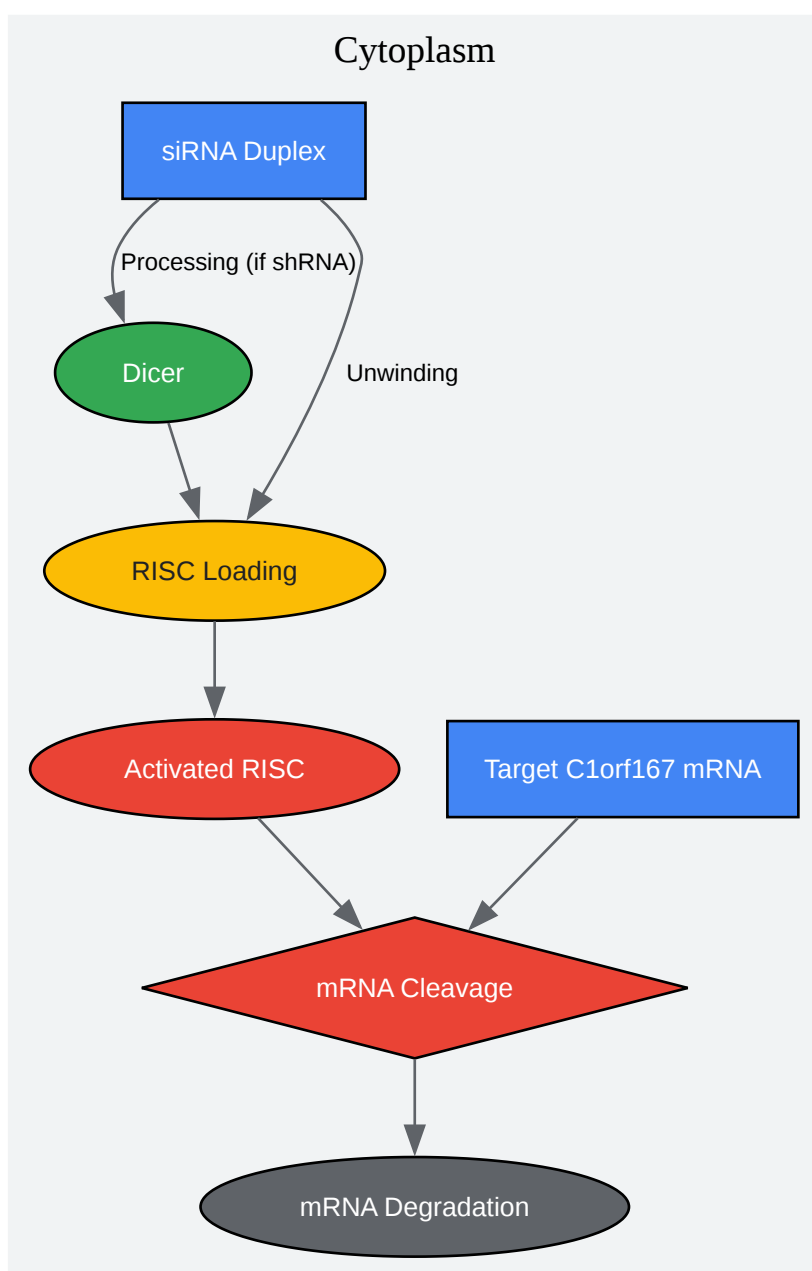 Cytoplasm
siRNA Duplex
Processing (if shRNA)
Dicer
Unwinding
RISC Loading
Activated RISC
Target C1orf167 mRNA
mRNA Cleavage
mRNA Degradation